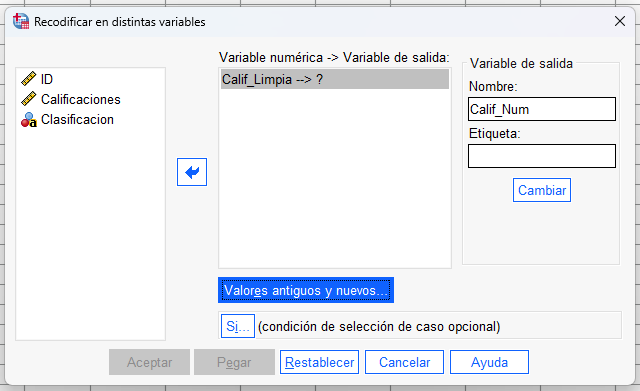 Recodificar en distintas variables
ID
Calificaciones
Clasificacion
Variable numérica -> Variable de salida:
Calif_Limpia --> ?
Variable de salida
Nombre:
Calif_Num
Etiqueta:
Cambiar
Valores antiguos y nuevos...
Si... (condición de selección de caso opcional)
Aceptar Pegar Restablecer Cancelar Ayuda